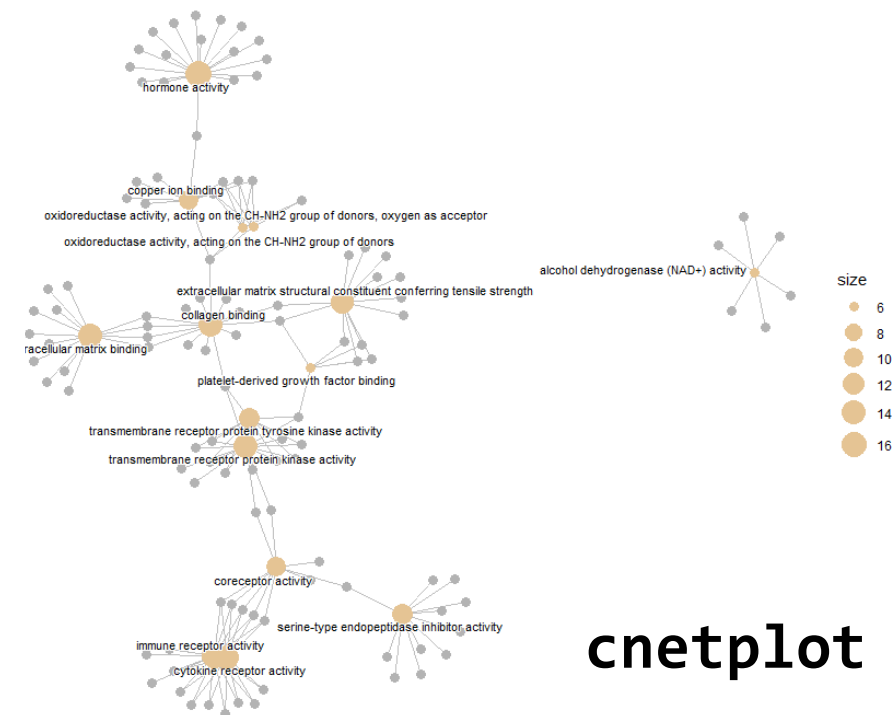 hormone activity
copper ion binding
oxidoreductase activity, acting on the CH-NH2 group of donors, oxygen as acceptor
oxidoreductase activity, acting on the CH-NH2 group of donors
alcohol dehydrogenase (NAD+) activity
size
6
8
10
12
14
16
extracellular matrix structural constituent conferring tensile strength
collagen binding
racellular matrix binding
platelet-derived growth factor binding
transmembrane receptor protein tyrosine kinase activity
transmembrane receptor protein kinase activity
coreceptor activity
serine-type endopeptidase inhibitor activity
immune receptor activity
cytokine receptor activity
cnetplot